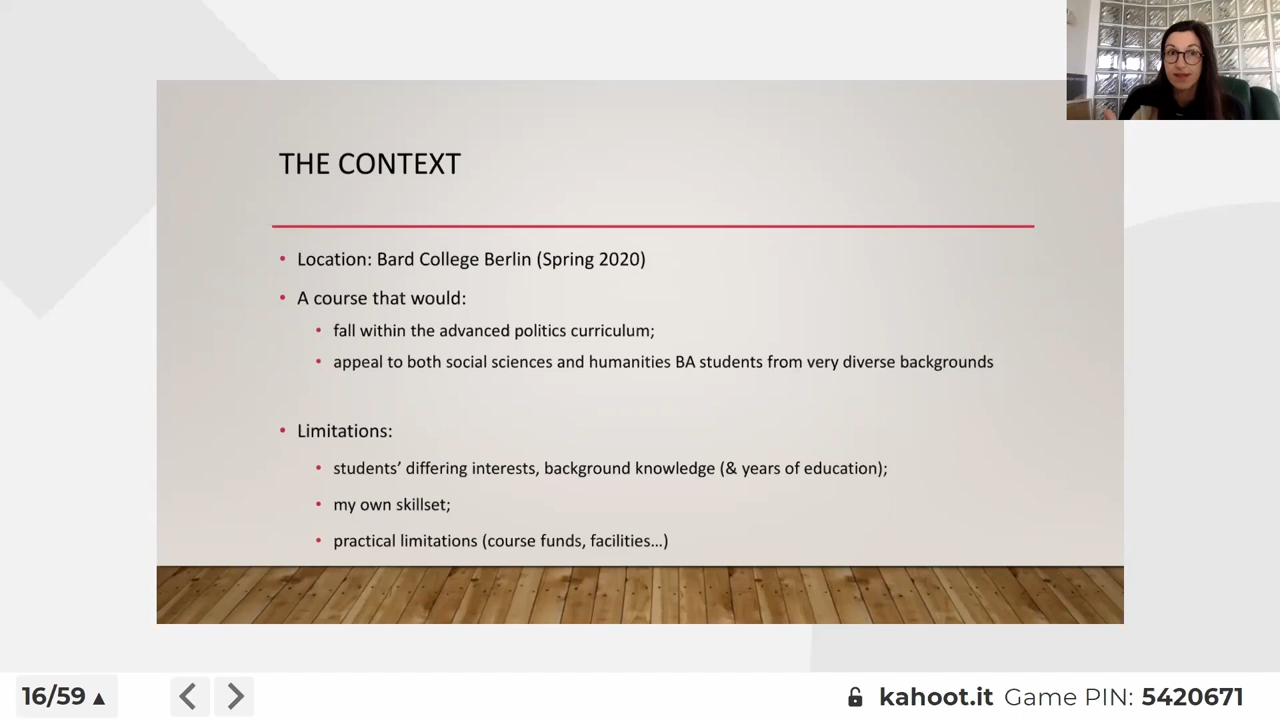 THE CONTEXT
• Location: Bard College Berlin (Spring 2020)
• A course that would:
• fall within the advanced politics curriculum;
• appeal to both social sciences and humanities BA students from very diverse backgrounds
• Limitations:
• students’ differing interests, background knowledge (& years of education);
• my own skillset;
• practical limitations (course funds, facilities...)
16/59 ▲
kahoot.it Game PIN: 5420671